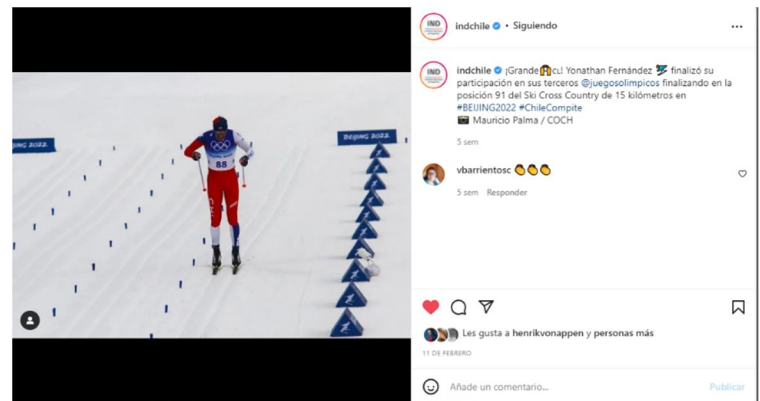 indchile • Siguiendo
indchile ¡Grande CL! Yonathan Fernández finalizó su
participación en sus terceros @juegosolimpicos finalizando en la
posición 91 del Ski Cross Country de 15 kilómetros en
#BEIJING2022 #ChileCompite
Mauricio Palma / COCH
5 sem
vbarrientosc
5 sem Responder
BEIJING 2022
88
Les gusta a henrikvonappen y personas más
11 DE FEBRERO
Añade un comentario...
Publicar
IND
IND